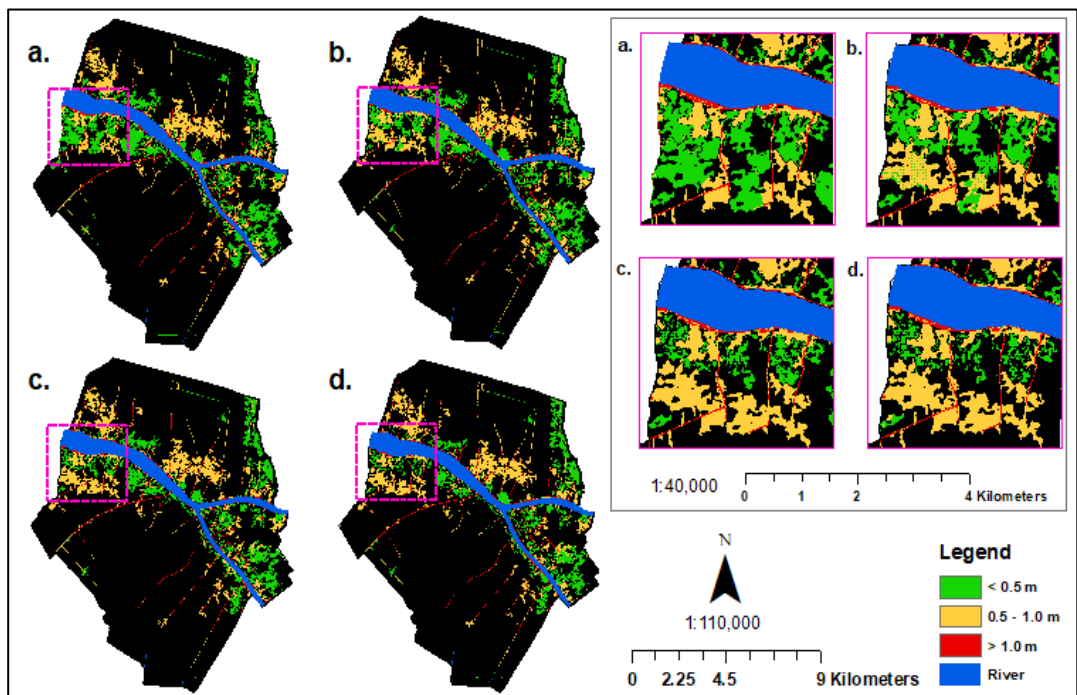 a.
b.
c.
d.
a.
b.
c.
d.
1:40,000
0 1 2 4 Kilometers
N
1:110,000
0 2.25 4.5 9 Kilometers
Legend
< 0.5 m
0.5 - 1.0 m
> 1.0 m
River